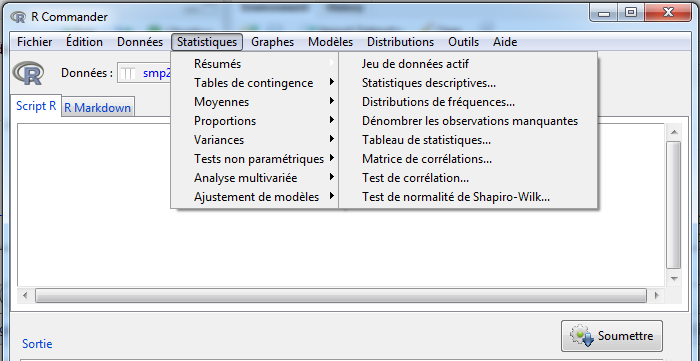 R Commander
Fichier Édition Données Statistiques Graphes Modèles Distributions Outils Aide
Données : smp2
Résumés
Tables de contingence
Moyennes
Proportions
Variances
Tests non paramétriques
Analyse multivariée
Ajustement de modèles
Jeu de données actif
Statistiques descriptives...
Distributions de fréquences...
Dénombrer les observations manquantes
Tableau de statistiques...
Matrice de corrélations...
Test de corrélation...
Test de normalité de Shapiro-Wilk...
Script R R Markdown
Soumettre
Sortie